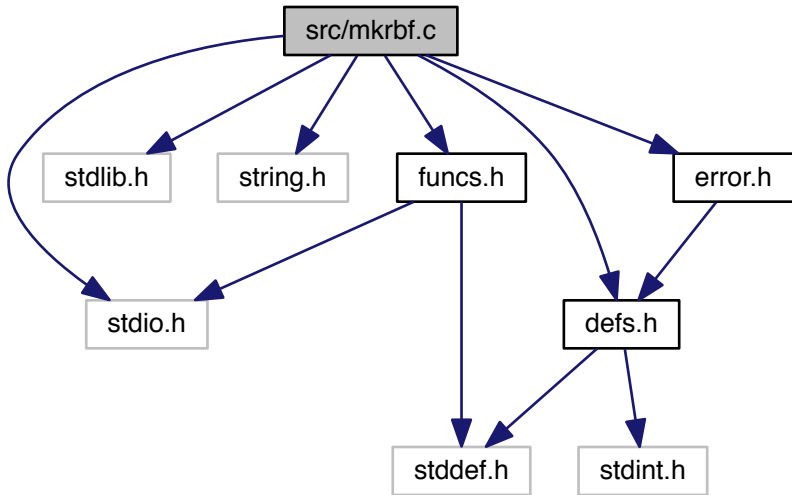 src/mkrbf.c
stdlib.h
string.h
funcs.h
error.h
stdio.h
defs.h
stddef.h
stdint.h